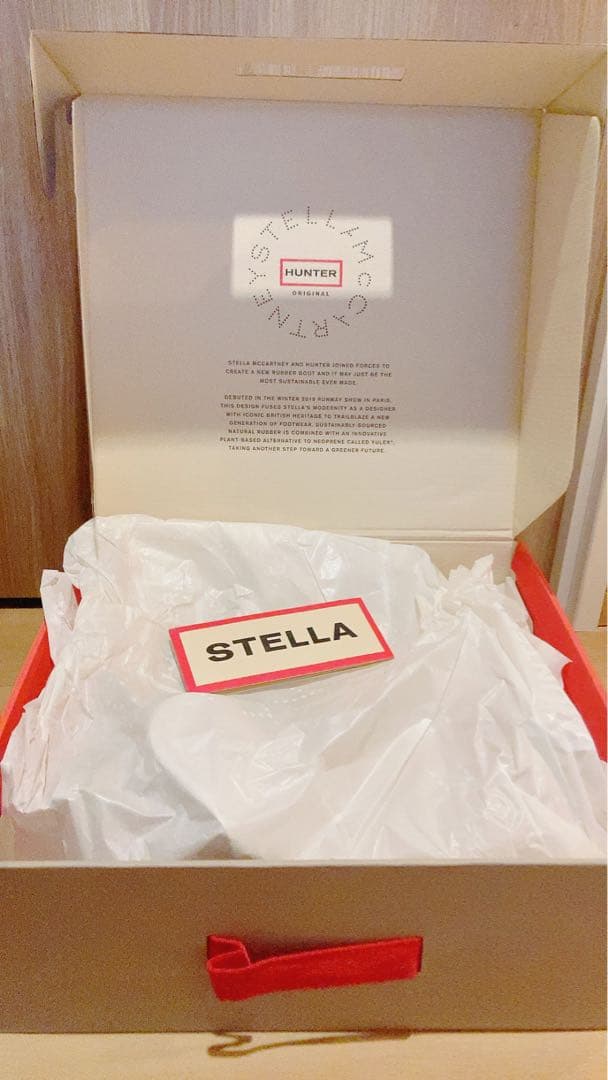 STELLA McCARTNEY
HUNTER
ORIGINAL
STELLA MCCARTNEY AND HUNTER JOINED FORCES TO
CREATE A NEW RUBBER BOOT AND IT MAY JUST BE THE
MOST SUSTAINABLE EVER MADE.
DEBUTED IN THE WINTER 2019 RUNWAY SHOW IN PARIS,
THIS DESIGN FUSED STELLA'S MODERNITY AS A DESIGNER
WITH ICONIC BRITISH HERITAGE TO TRAILBLAZE A NEW
GENERATION OF FOOTWEAR. SUSTAINABLY-SOURCED
NATURAL RUBBER IS COMBINED WITH AN INNOVATIVE
PLANT-BASED ALTERNATIVE TO NEOPRENE CALLED YULEX®,
TAKING ANOTHER STEP TOWARD A GREENER FUTURE.
STELLA